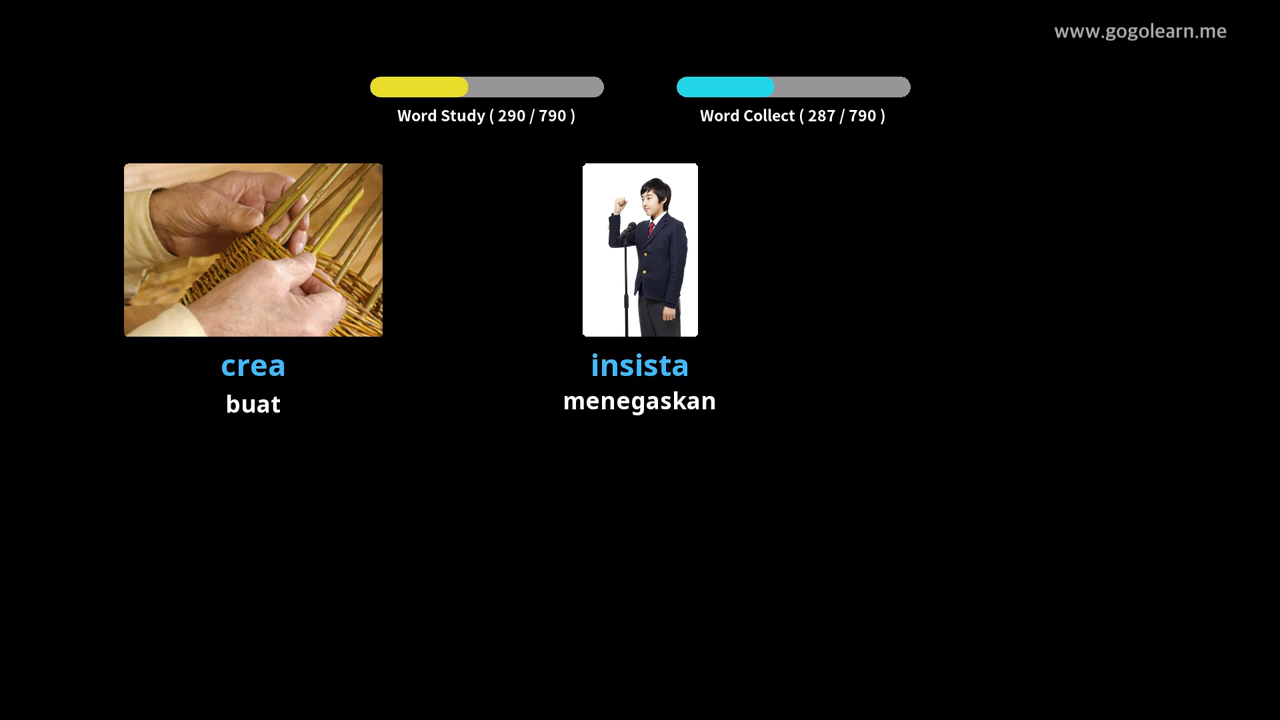 www.gogolearn.me
Word Study ( 290 / 790 )
Word Collect ( 287 / 790 )
crea
buat
insista
menegaskan